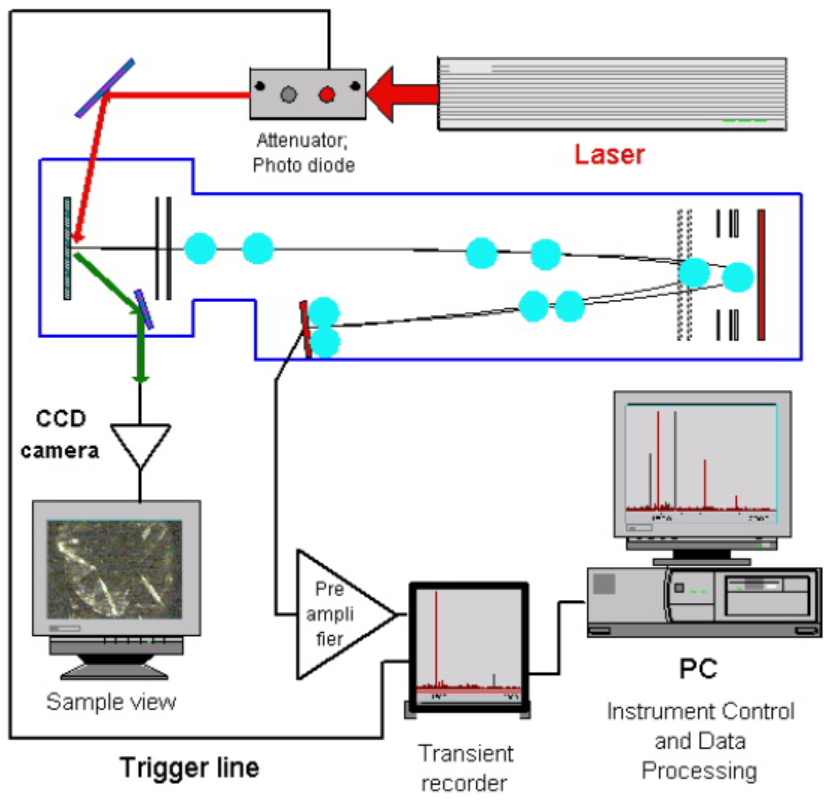 Attenuator;
Photo diode
Laser
CCD
camera
Sample view
Pre
ampli
fier
Trigger line
Transient
recorder
PC
Instrument Control
and Data
Processing